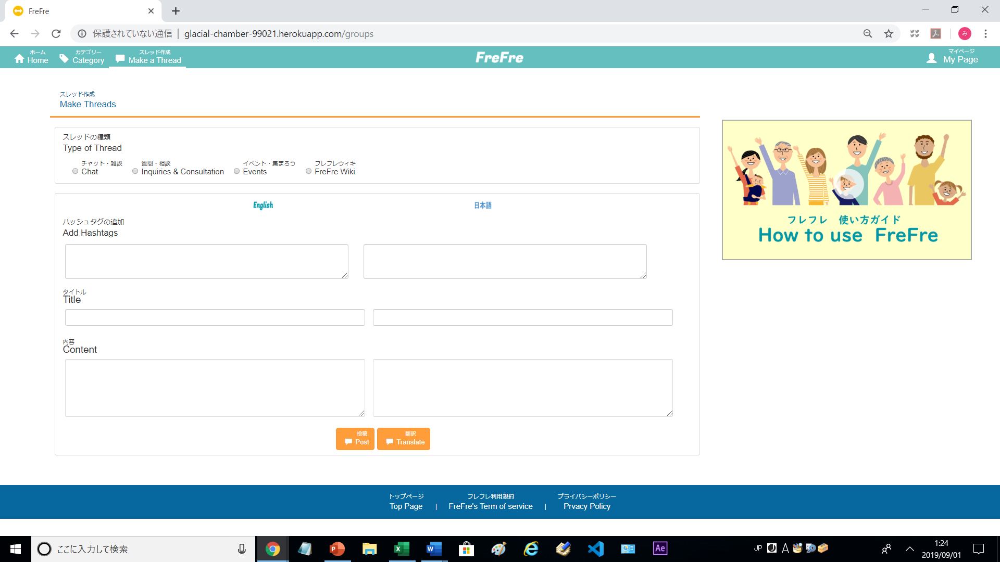 FreFre
保護されていない通信 | glacial-chamber-99021.herokuapp.com/groups
み
ホーム
Home
カテゴリー
Category
スレッド作成
Make a Thread
FreFre
マイページ
My Page
スレッド作成
Make Threads
スレッドの種類
Type of Thread
チャット・雑談
Chat
質問・相談
Inquiries & Consultation
イベント・集まろう
Events
フレフレウィキ
FreFre Wiki
English
日本語
ハッシュタグの追加
Add Hashtags
タイトル
Title
内容
Content
投稿
Post
翻訳
Translate
フレフレ 使い方ガイド
How to use FreFre
トップページ
Top Page
|
フレフレ利用規約
FreFre's Term of service
|
プライバシーポリシー
Prvacy Policy
ここに入力して検索
Ae
JP
A
1:24
2019/09/01